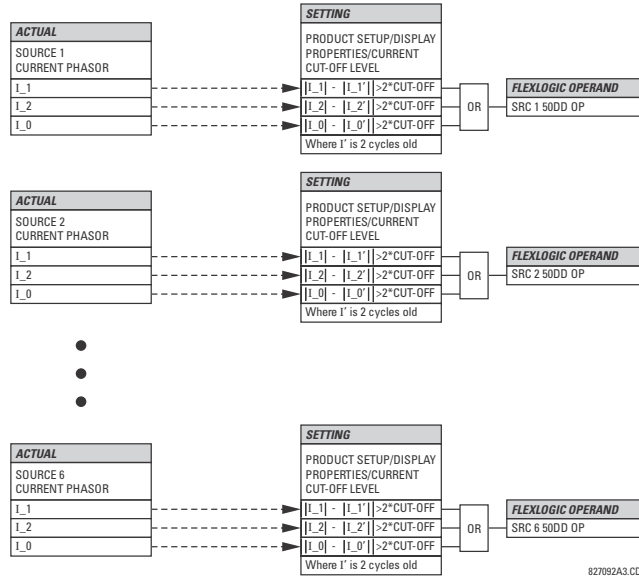 SETTING
ACTUAL
PRODUCT SETUP/DISPLAY
PROPERTIES/CURRENT
CUT-OFF LEVEL
SOURCE 1
CURRENT PHASOR
I_1
||I_1| - |I_1'||>2*CUT-OFF
FLEXLOGIC OPERAND
I_2
||I_2| - |I_2'||>2*CUT-OFF
OR
SRC 1 50DD OP
I_0
||I_0| - |I_0'||>2*CUT-OFF
Where I' is 2 cycles old
SETTING
ACTUAL
PRODUCT SETUP/DISPLAY
PROPERTIES/CURRENT
CUT-OFF LEVEL
SOURCE 2
CURRENT PHASOR
I_1
||I_1| - |I_1'||>2*CUT-OFF
FLEXLOGIC OPERAND
I_2
||I_2| - |I_2'||>2*CUT-OFF
OR
SRC 2 50DD OP
I_0
||I_0| - |I_0'||>2*CUT-OFF
Where I' is 2 cycles old
SETTING
ACTUAL
PRODUCT SETUP/DISPLAY
PROPERTIES/CURRENT
CUT-OFF LEVEL
SOURCE 6
CURRENT PHASOR
I_1
||I_1| - |I_1'||>2*CUT-OFF
FLEXLOGIC OPERAND
I_2
||I_2| - |I_2'||>2*CUT-OFF
OR
SRC 6 50DD OP
I_0
||I_0| - |I_0'||>2*CUT-OFF
Where I' is 2 cycles old
827092A3.CD